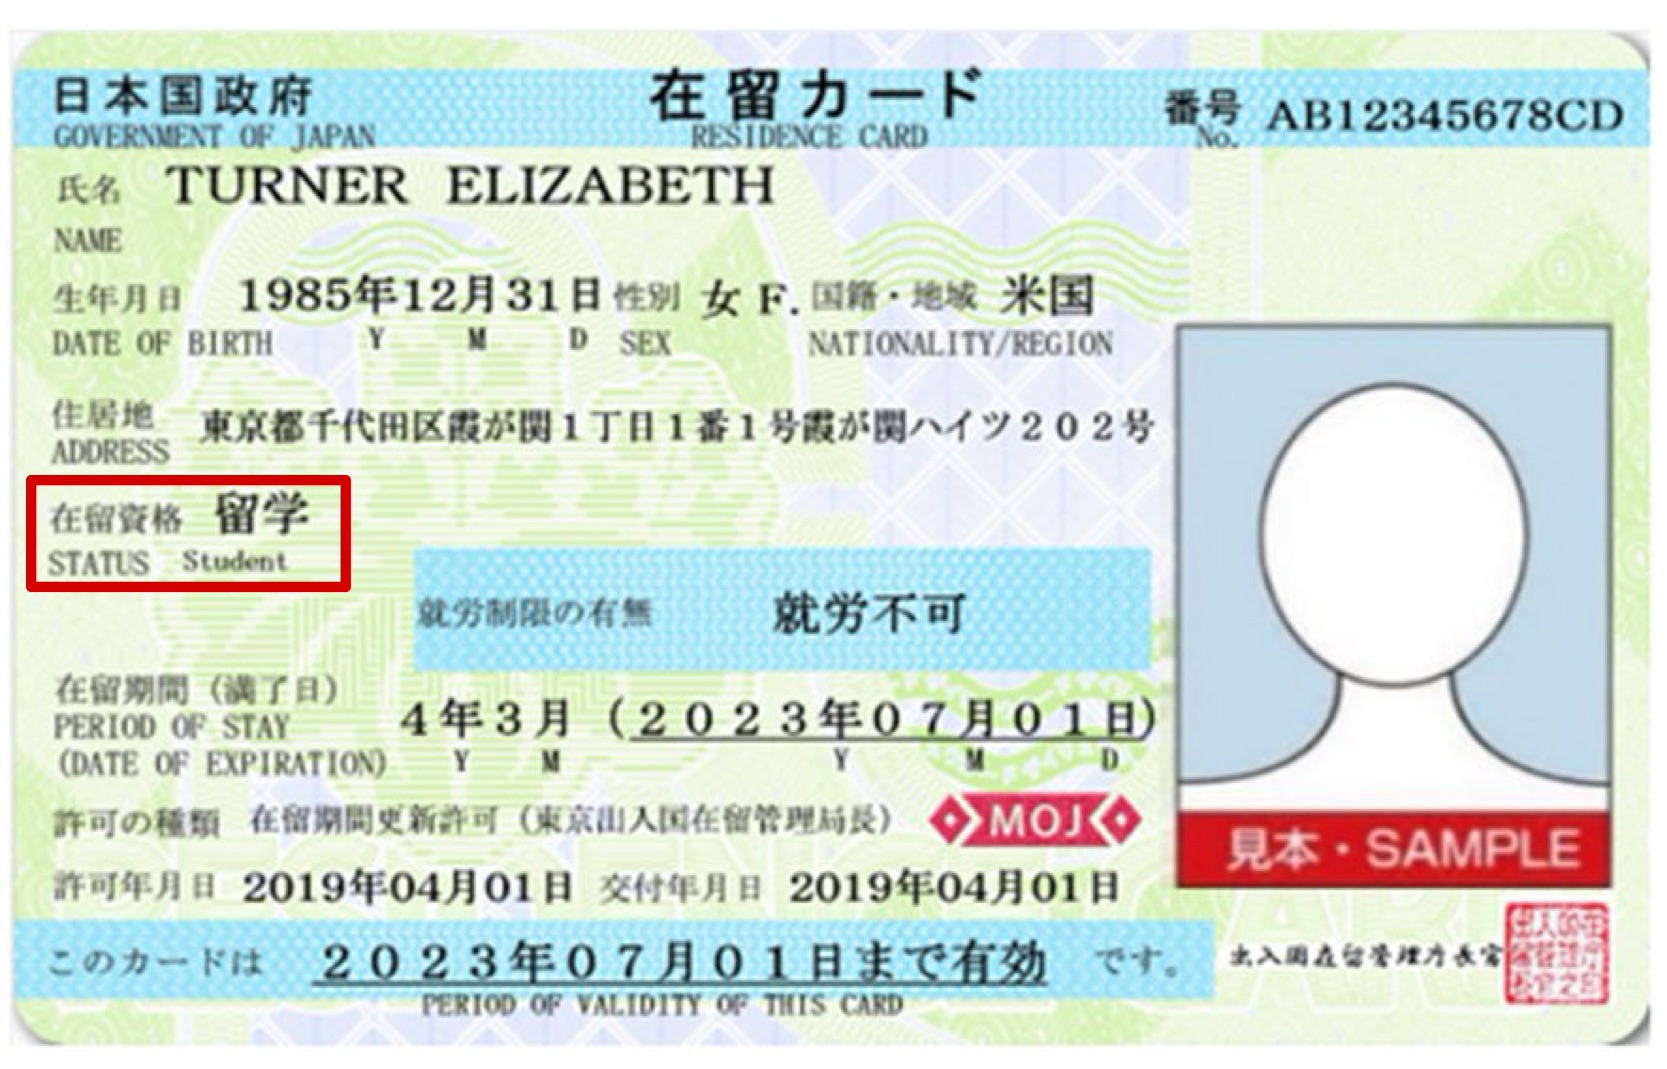 日本国政府 在留カード 番号 AB12345678CD
GOVERNMENT OF JAPAN RESIDENCE CARD No.
氏名 TURNER ELIZABETH
NAME
生年月日 1985年12月31日 性別 女 F. 国籍・地域 米国
DATE OF BIRTH Y M D SEX NATIONALITY/REGION
住居地 東京都千代田区霞が関1丁目1番1号霞が関ハイツ202号
ADDRESS
在留資格 留学
STATUS Student
就労制限の有無 就労不可
在留期間(満了日)
PERIOD OF STAY 4年3月 (2023年07月01日)
(DATE OF EXPIRATION) Y M Y M D
許可の種類 在留期間更新許可(東京出入国在留管理局長) MOJ
見本・SAMPLE
許可年月日 2019年04月01日 交付年月日 2019年04月01日
このカードは 2023年07月01日まで有効 です。
PERIOD OF VALIDITY OF THIS CARD
出入国在留管理庁長官